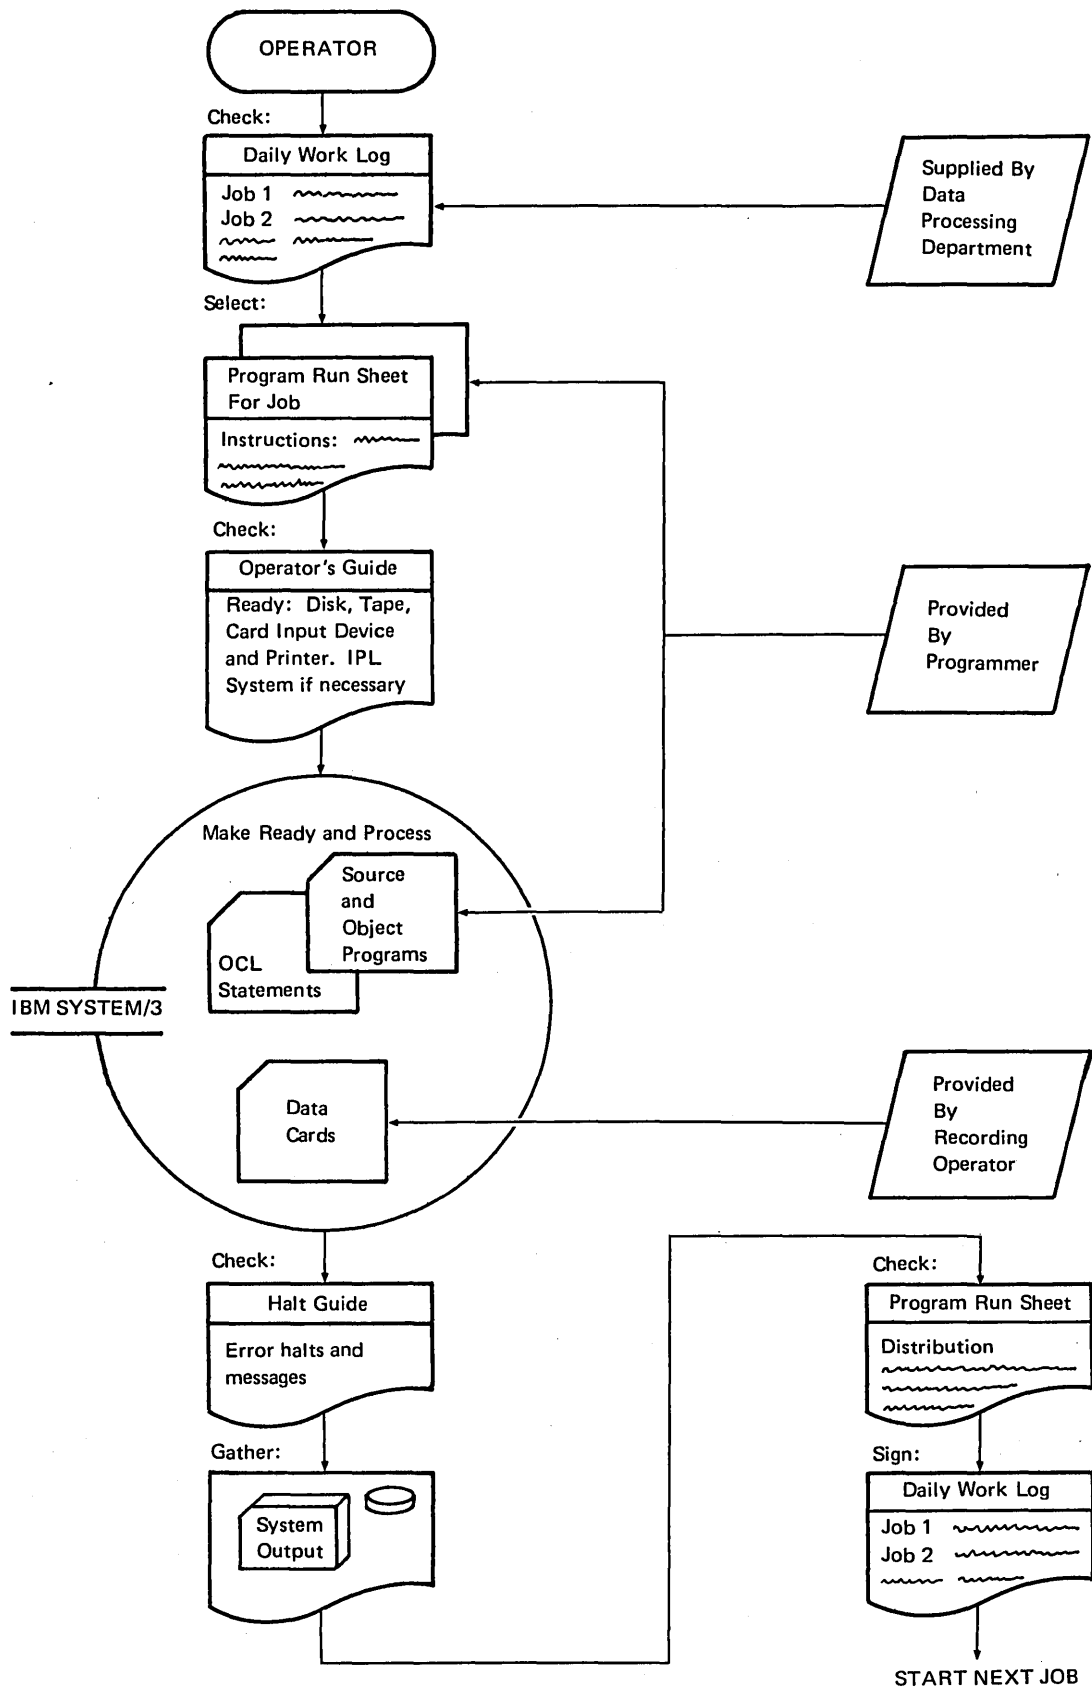 OPERATOR
Check:
Daily Work Log
Job 1
Job 2
Supplied By
Data
Processing
Department
Select:
Program Run Sheet
For Job
Instructions:
Check:
Operator's Guide
Ready: Disk, Tape,
Card Input Device
and Printer. IPL
System if necessary
Provided
By
Programmer
Make Ready and Process
Source
and
Object
Programs
OCL
Statements
IBM SYSTEM/3
Data
Cards
Provided
By
Recording
Operator
Check:
Halt Guide
Error halts and
messages
Gather:
System
Output
Check:
Program Run Sheet
Distribution
Sign:
Daily Work Log
Job 1
Job 2
START NEXT JOB